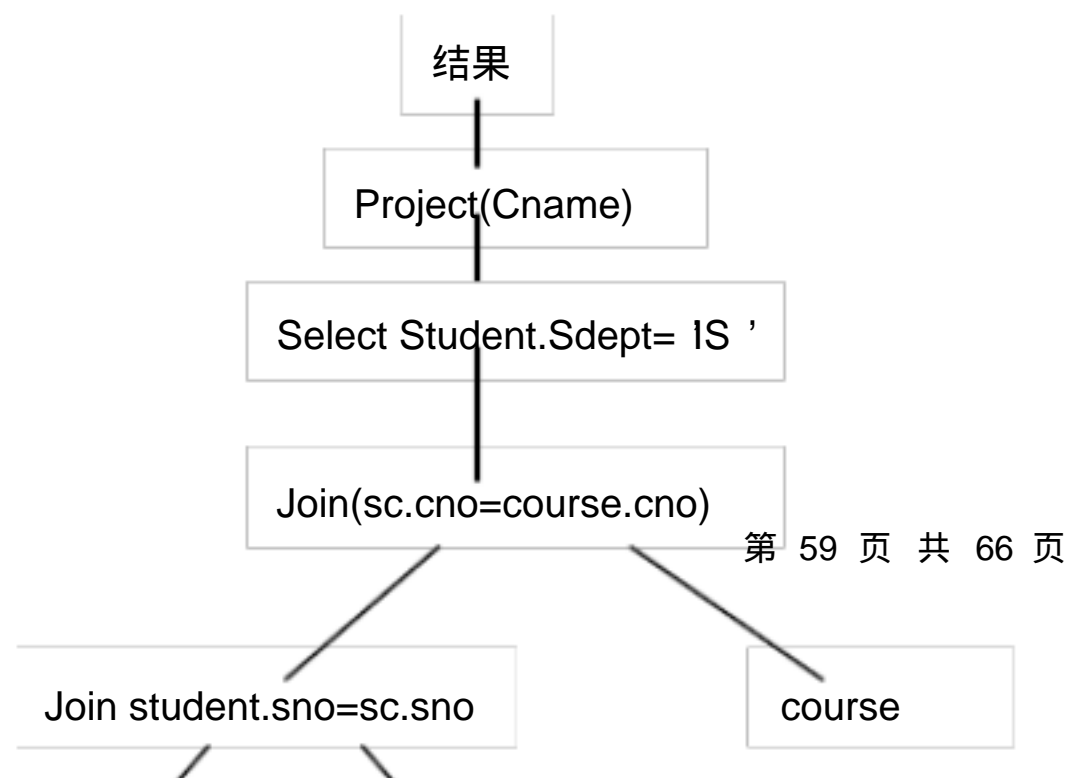 结果
Project(Cname)
Select Student.Sdept= ‘IS ’
Join(sc.cno=course.cno)
第 59 页 共 66 页
Join student.sno=sc.sno
course